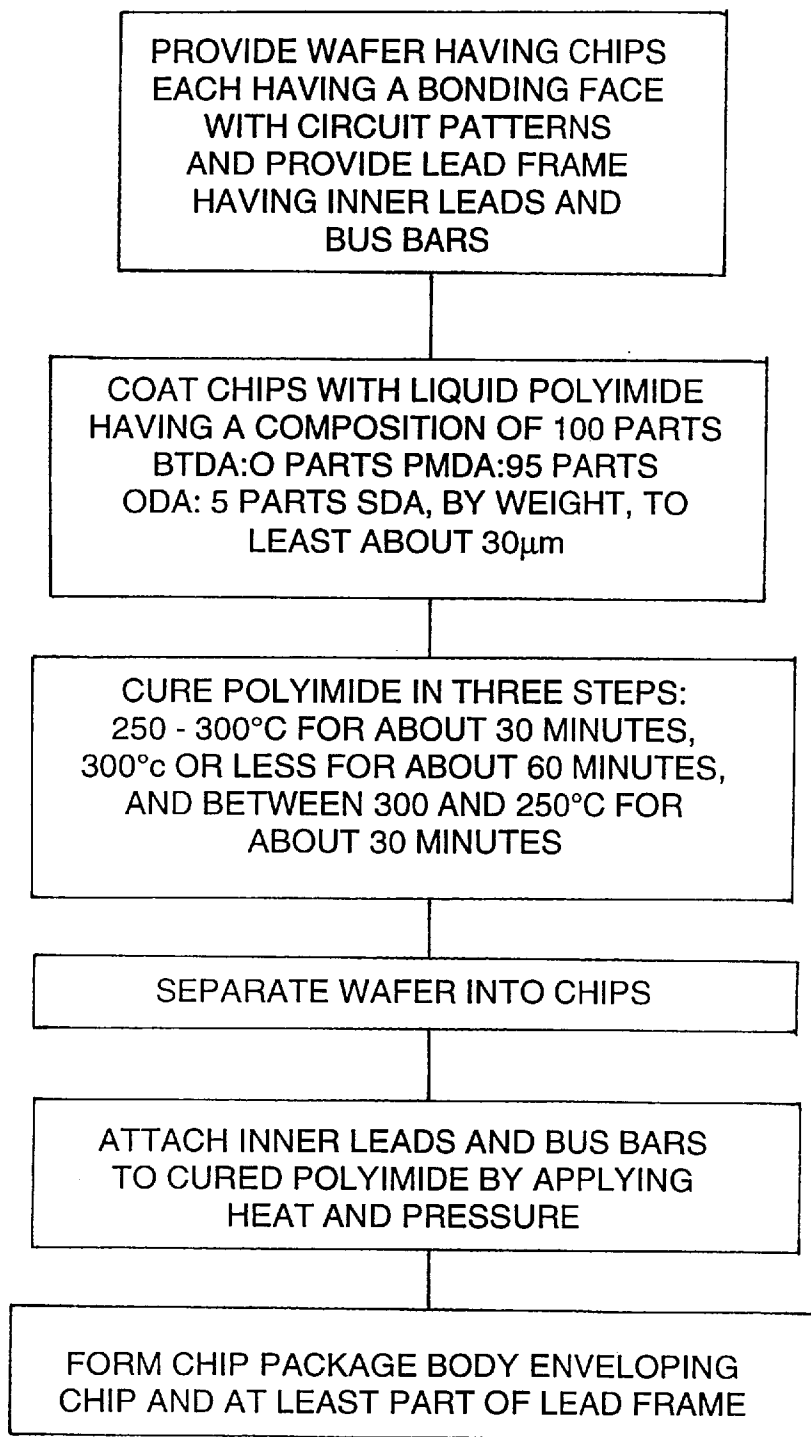 PROVIDE WAFER HAVING CHIPS
EACH HAVING A BONDING FACE
WITH CIRCUIT PATTERNS
AND PROVIDE LEAD FRAME
HAVING INNER LEADS AND
BUS BARS
COAT CHIPS WITH LIQUID POLYIMIDE
HAVING A COMPOSITION OF 100 PARTS
BTDA:O PARTS PMDA:95 PARTS
ODA: 5 PARTS SDA, BY WEIGHT, TO
LEAST ABOUT 30µm
CURE POLYIMIDE IN THREE STEPS:
250 - 300°C FOR ABOUT 30 MINUTES,
300°c OR LESS FOR ABOUT 60 MINUTES,
AND BETWEEN 300 AND 250°C FOR
ABOUT 30 MINUTES
SEPARATE WAFER INTO CHIPS
ATTACH INNER LEADS AND BUS BARS
TO CURED POLYIMIDE BY APPLYING
HEAT AND PRESSURE
FORM CHIP PACKAGE BODY ENVELOPING
CHIP AND AT LEAST PART OF LEAD FRAME